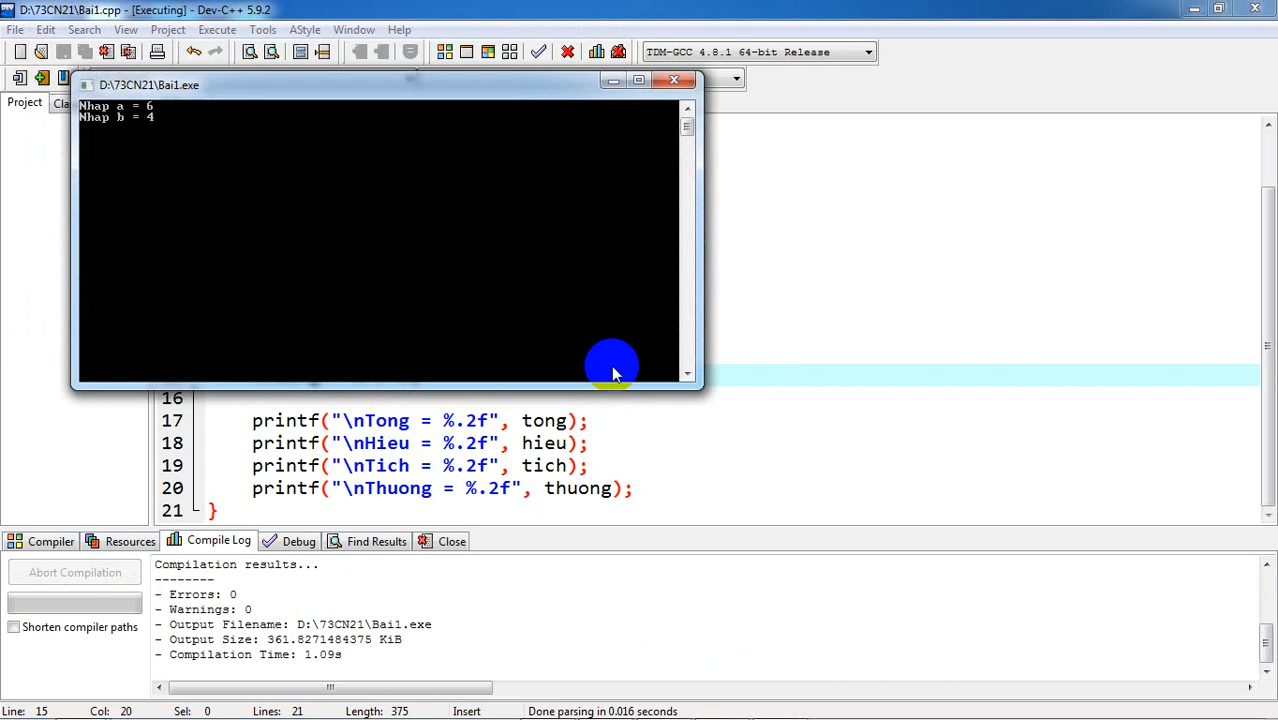 D:\73CN21\Bai1.cpp - [Executing] - Dev-C++ 5.9.2
File Edit Search View Project Execute Tools AStyle Window Help
TDM-GCC 4.8.1 64-bit Release
D:\73CN21\Bai1.exe
Project Cla
Nhap a = 6
Nhap b = 4
16
17 printf("\nTong = %.2f", tong);
18 printf("\nHieu = %.2f", hieu);
19 printf("\nTich = %.2f", tich);
20 printf("\nThuong = %.2f", thuong);
21 }
Compiler Resources Compile Log Debug Find Results Close
Abort Compilation
Shorten compiler paths
Compilation results...
--------
- Errors: 0
- Warnings: 0
- Output Filename: D:\73CN21\Bai1.exe
- Output Size: 361.8271484375 KiB
- Compilation Time: 1.09s
Line: 15 Col: 20 Sel: 0 Lines: 21 Length: 375 Insert Done parsing in 0.016 seconds